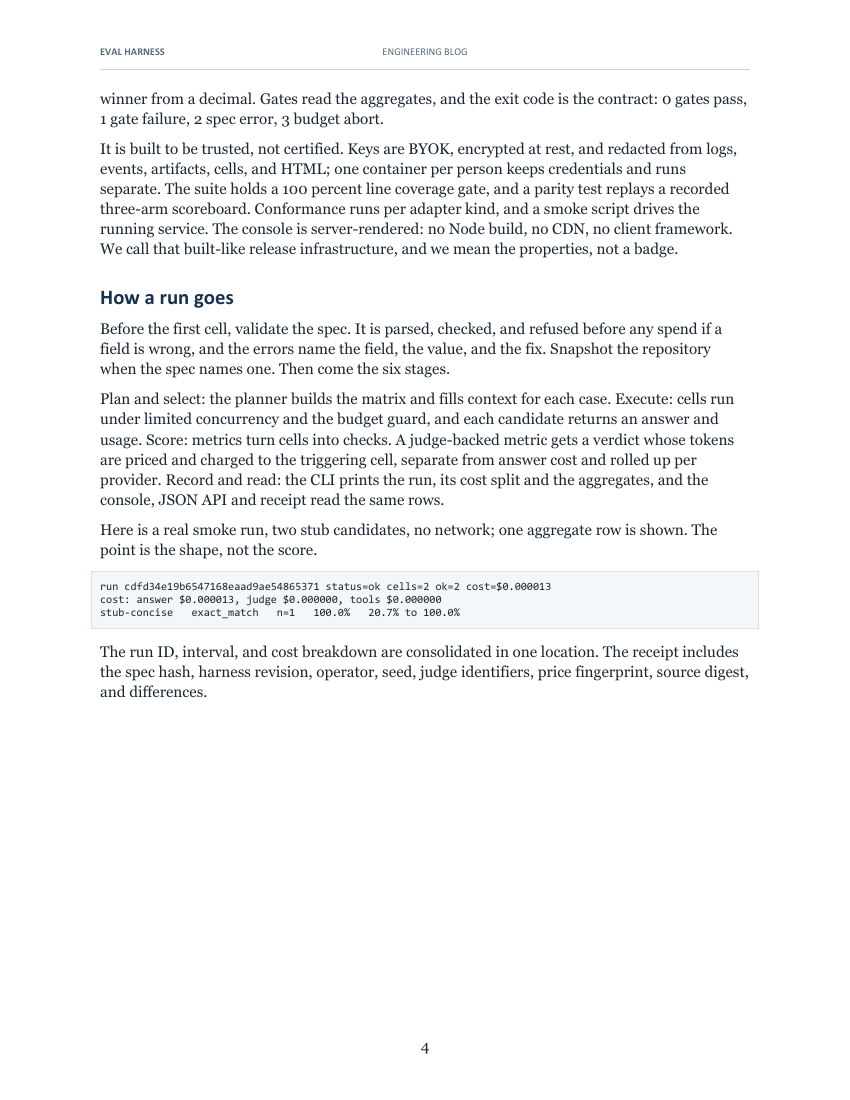 EVAL HARNESS
ENGINEERING BLOG
winner from a decimal. Gates read the aggregates, and the exit code is the contract: 0 gates pass,
1 gate failure, 2 spec error, 3 budget abort.
It is built to be trusted, not certified. Keys are BYOK, encrypted at rest, and redacted from logs,
events, artifacts, cells, and HTML; one container per person keeps credentials and runs
separate. The suite holds a 100 percent line coverage gate, and a parity test replays a recorded
three-arm scoreboard. Conformance runs per adapter kind, and a smoke script drives the
running service. The console is server-rendered: no Node build, no CDN, no client framework.
We call that built-like release infrastructure, and we mean the properties, not a badge.
How a run goes
Before the first cell, validate the spec. It is parsed, checked, and refused before any spend if a
field is wrong, and the errors name the field, the value, and the fix. Snapshot the repository
when the spec names one. Then come the six stages.
Plan and select: the planner builds the matrix and fills context for each case. Execute: cells run
under limited concurrency and the budget guard, and each candidate returns an answer and
usage. Score: metrics turn cells into checks. A judge-backed metric gets a verdict whose tokens
are priced and charged to the triggering cell, separate from answer cost and rolled up per
provider. Record and read: the CLI prints the run, its cost split and the aggregates, and the
console, JSON API and receipt read the same rows.
Here is a real smoke run, two stub candidates, no network; one aggregate row is shown. The
point is the shape, not the score.
run cdfd34e19b6547168eaad9ae54865371 status=ok cells=2 ok=2 cost=$0.000013
cost: answer $0.000013, judge $0.000000, tools $0.000000
stub-concise   exact_match   n=1   100.0%   20.7% to 100.0%
The run ID, interval, and cost breakdown are consolidated in one location. The receipt includes
the spec hash, harness revision, operator, seed, judge identifiers, price fingerprint, source digest,
and differences.
4